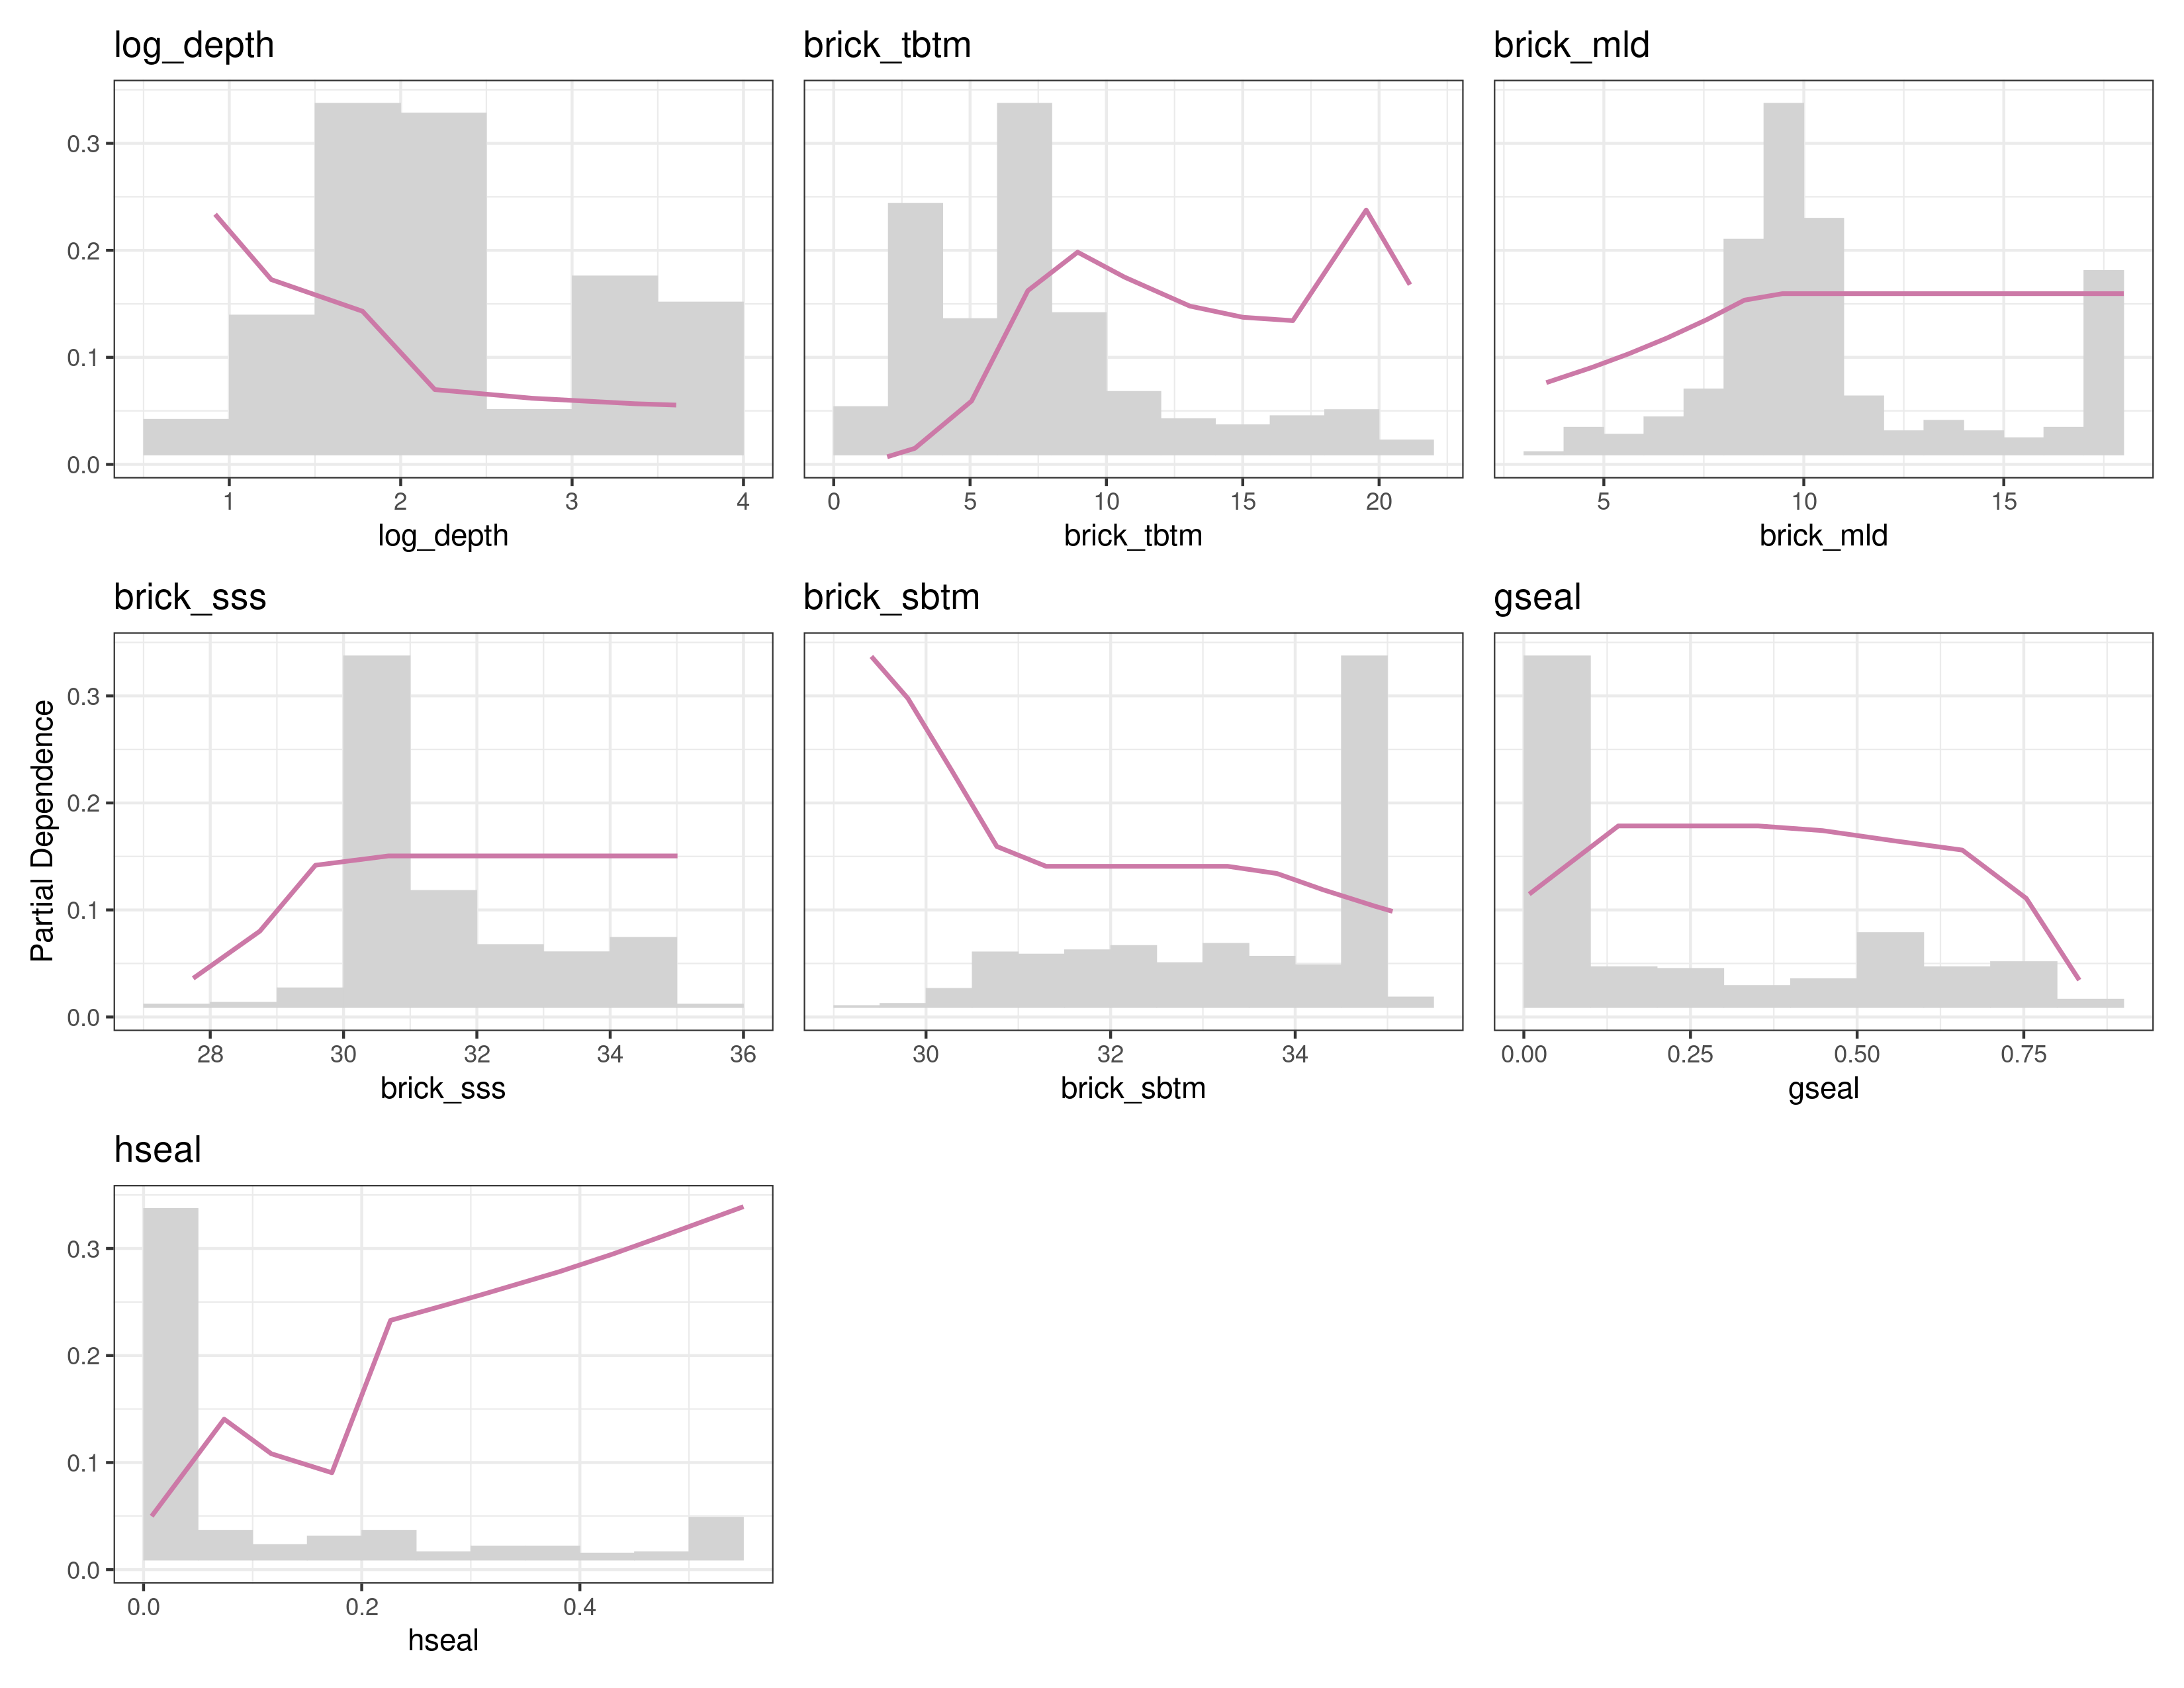 log_depth
brick_tbtm
brick_mld
0.3
0.2
0.1
0.0
1 2 3 4
0 5 10 15 20
5 10 15
log_depth
brick_tbtm
brick_mld
brick_sss
brick_sbtm
gseal
Partial Dependence
0.3
0.2
0.1
0.0
28 30 32 34 36
30 32 34
0.00 0.25 0.50 0.75
brick_sss
brick_sbtm
gseal
hseal
0.3
0.2
0.1
0.0
0.0 0.2 0.4
hseal